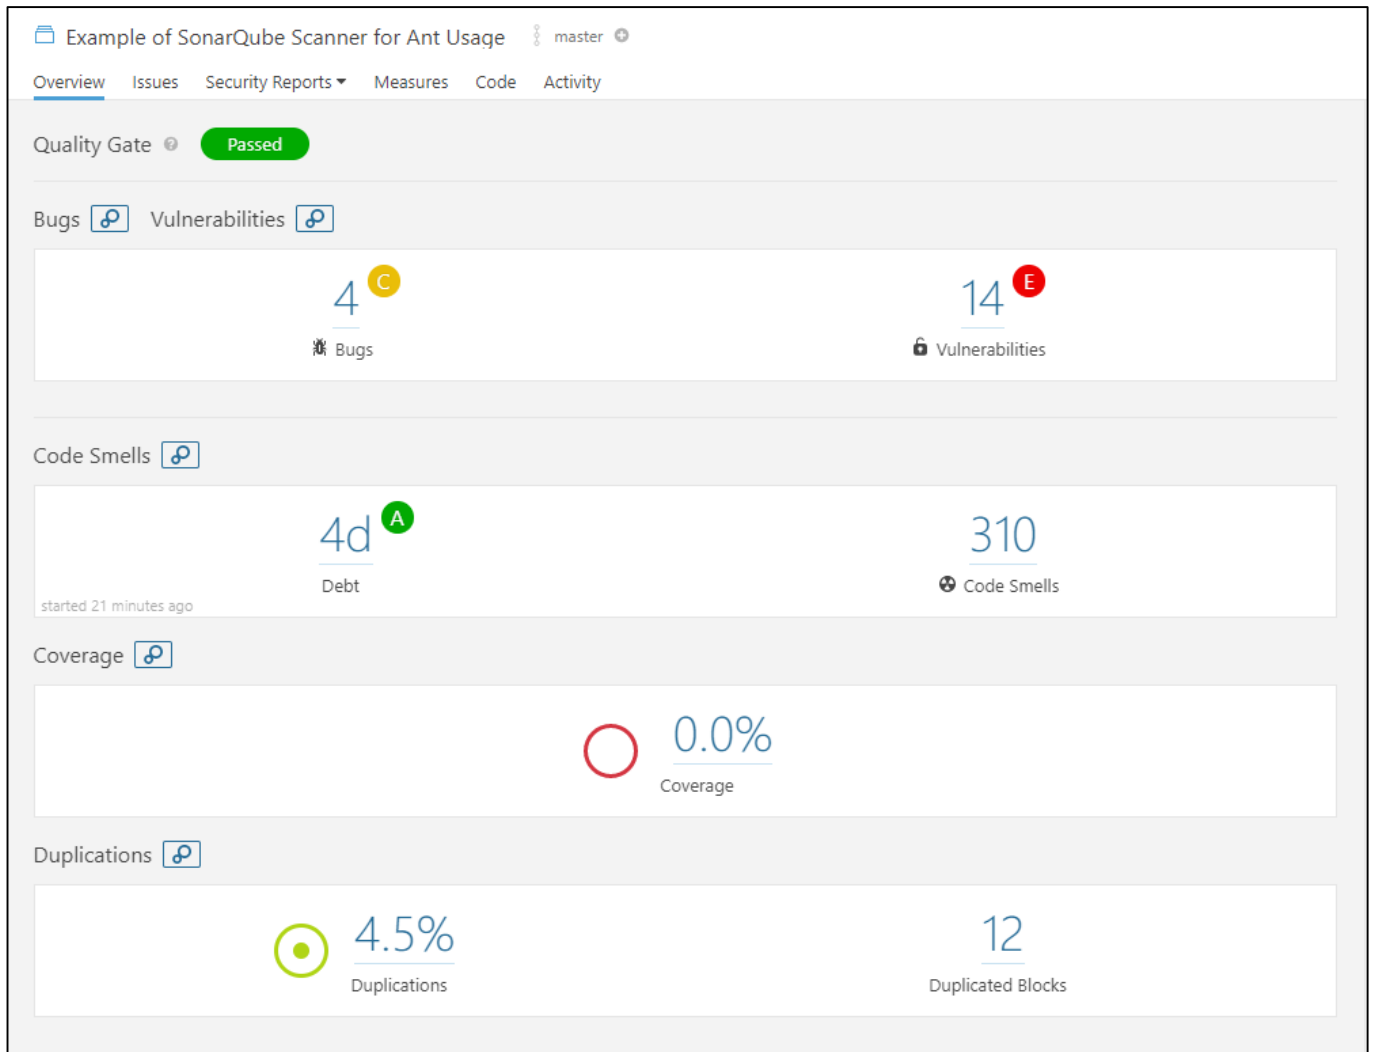 Example of SonarQube Scanner for Ant Usage master
Overview Issues Security Reports Measures Code Activity
Quality Gate ? Passed
Bugs Vulnerabilities
4 C 14 E
Bugs Vulnerabilities
Code Smells
4d A 310
Debt Code Smells
started 21 minutes ago
Coverage
0.0%
Coverage
Duplications
4.5% 12
Duplications Duplicated Blocks